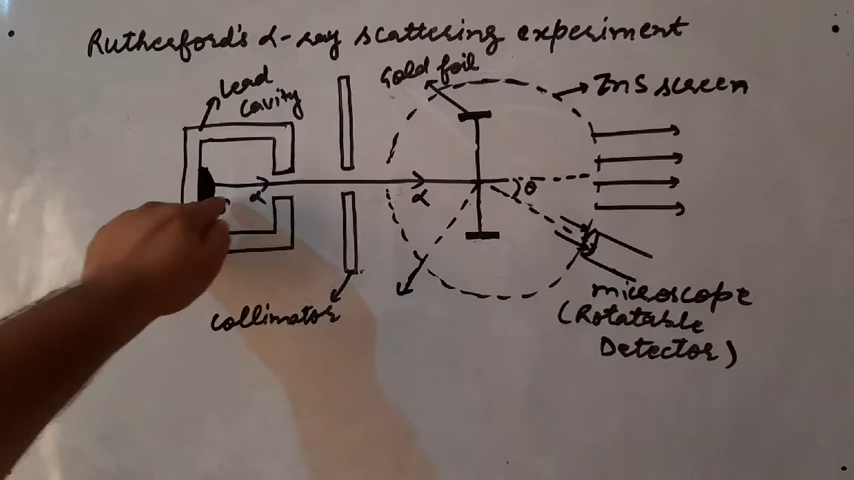 Rutherford's α-ray scattering experiment
Lead
cavity
Gold foil
ZnS screen
α
α
θ
collimator
microscope
(Rotatable
Detector)